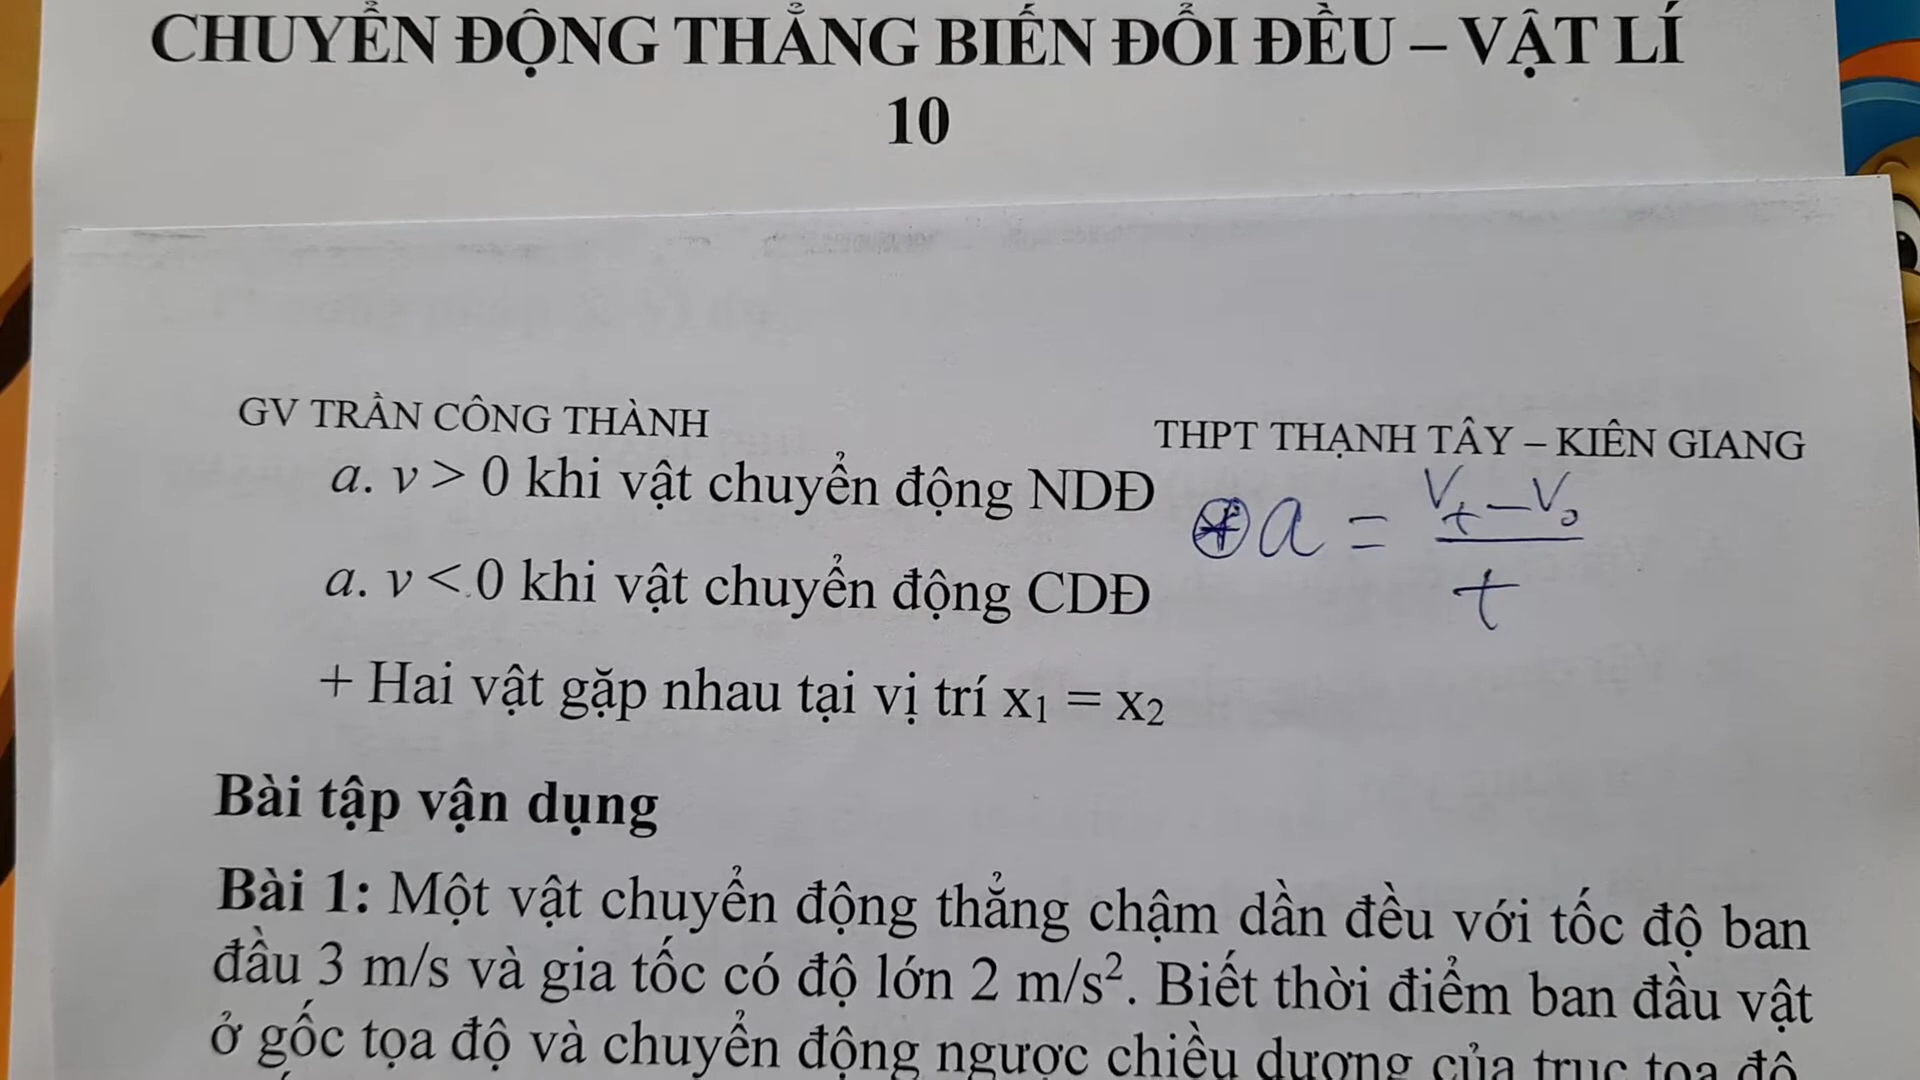 CHUYỂN ĐỘNG THẲNG BIẾN ĐỔI ĐỀU – VẬT LÍ
10
GV TRẦN CÔNG THÀNH
THPT THẠNH TÂY – KIÊN GIANG
a. v > 0 khi vật chuyển động NDĐ
⊕ a = (Vt – V0) / t
a. v < 0 khi vật chuyển động CDĐ
+ Hai vật gặp nhau tại vị trí x1 = x2
Bài tập vận dụng
Bài 1: Một vật chuyển động thẳng chậm dần đều với tốc độ ban
đầu 3 m/s và gia tốc có độ lớn 2 m/s². Biết thời điểm ban đầu vật
ở gốc tọa độ và chuyển động ngược chiều dương của trục tọa độ.